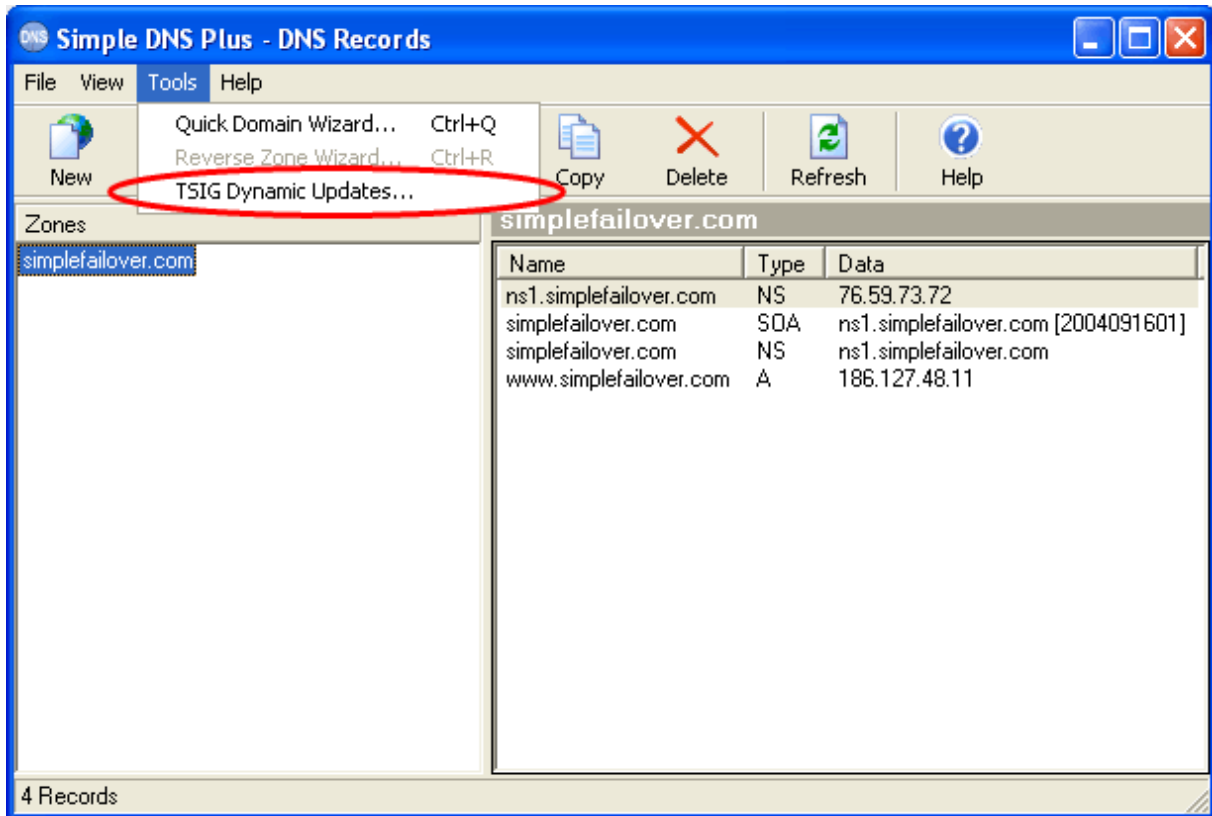 DNS Simple DNS Plus - DNS Records
File View Tools Help
Quick Domain Wizard... Ctrl+Q
Reverse Zone Wizard... Ctrl+R
TSIG Dynamic Updates...
New Copy Delete Refresh Help
Zones
simplefailover.com
simplefailover.com
Name Type Data
ns1.simplefailover.com NS 76.59.73.72
simplefailover.com SOA ns1.simplefailover.com [2004091601]
simplefailover.com NS ns1.simplefailover.com
www.simplefailover.com A 186.127.48.11
4 Records